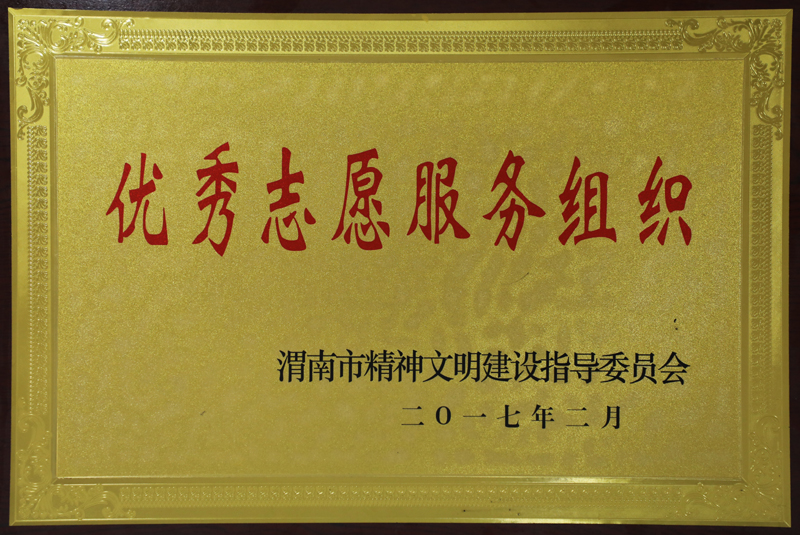 优秀志愿服务组织
渭南市精神文明建设指导委员会
二〇一七年二月